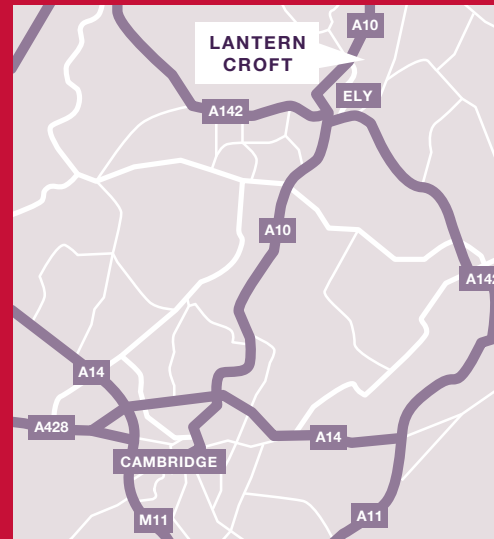 A10
LANTERN
CROFT
ELY
A142
A10
A142
A14
A428
A14
CAMBRIDGE
A11
M11